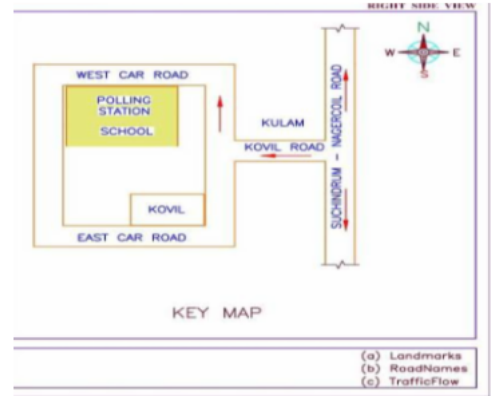 RIGHT SIDE VIEW
N
W
E
S
WEST CAR ROAD
POLLING
STATION
SCHOOL
KULAM
KOVIL ROAD
SUCHINDRUM - NAGERCOIL ROAD
KOVIL
EAST CAR ROAD
KEY MAP
(a) Landmarks
(b) RoadNames
(c) TrafficFlow